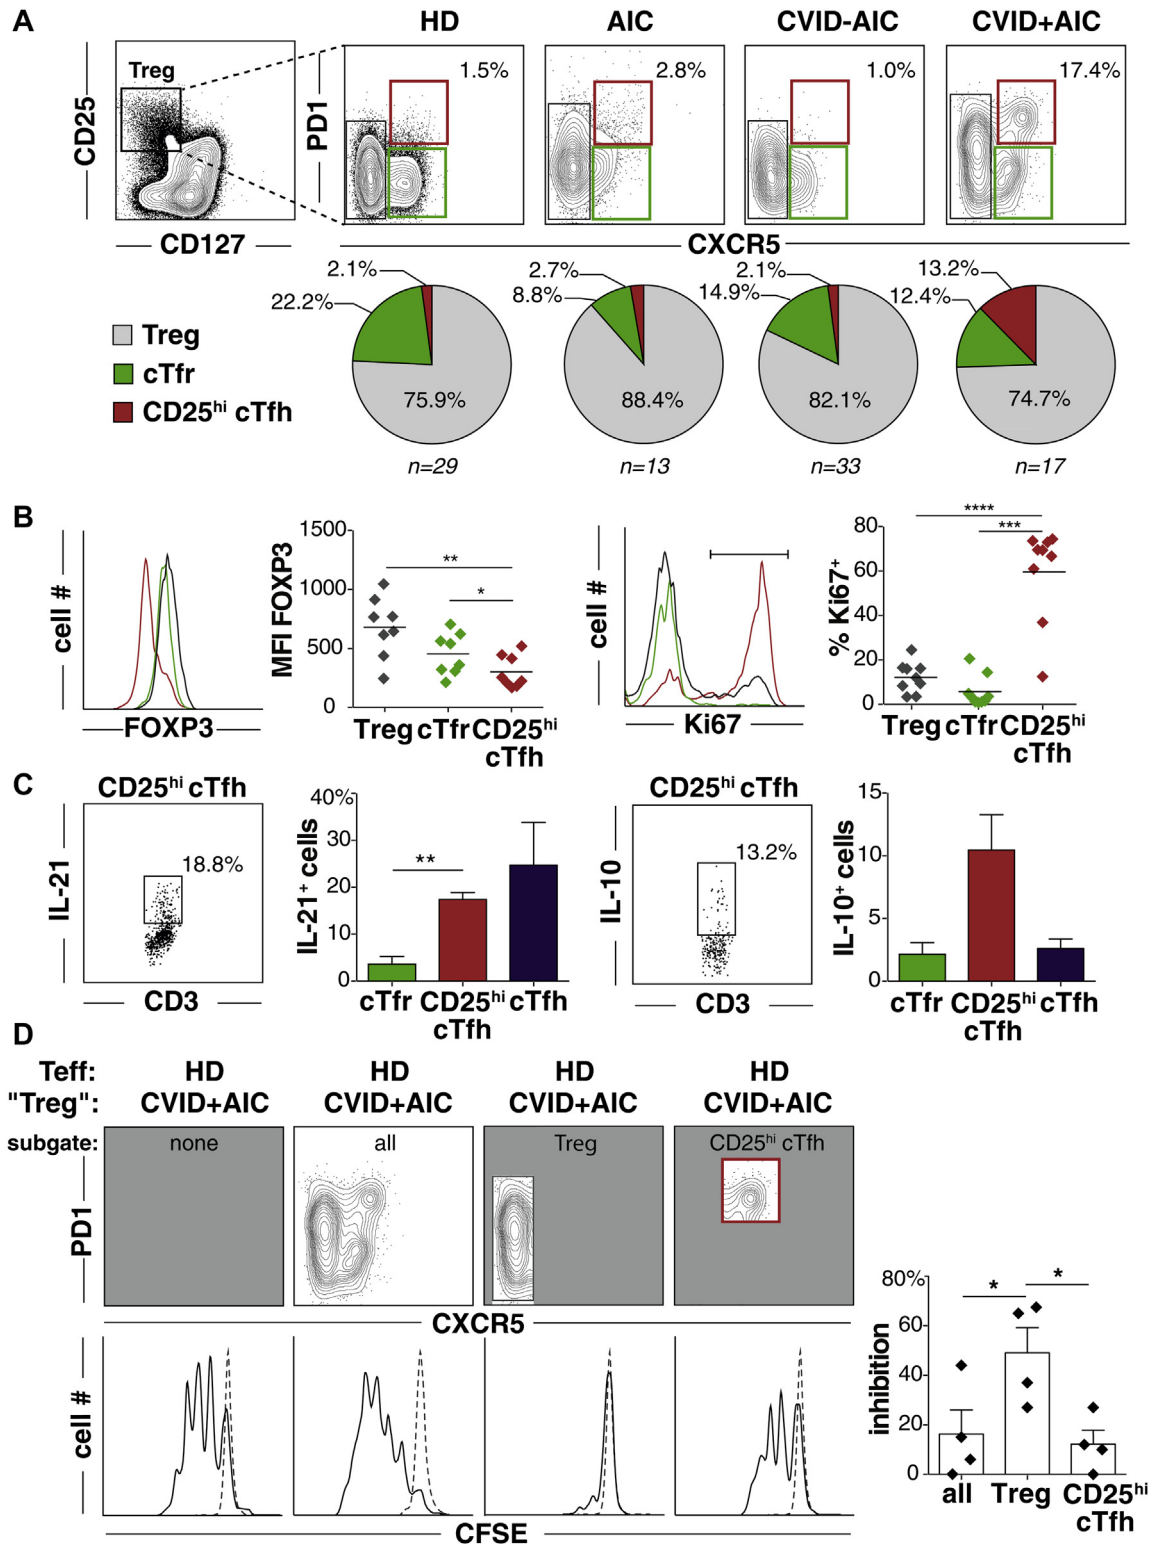 A
HD AIC CVID-AIC CVID+AIC
CD25
Treg
PD1
1.5%
2.8%
1.0%
17.4%
CD127
CXCR5
2.1%
22.2%
75.9%
n=29
2.7%
8.8%
88.4%
n=13
2.1%
14.9%
82.1%
n=33
13.2%
12.4%
74.7%
n=17
Treg
cTfr
CD25hi cTfh
B
cell #
FOXP3
MFI FOXP3
1500
1000
500
0
**
*
Treg cTfr CD25hi
cTfh
cell #
Ki67
% Ki67+
80
60
40
20
0
****
***
Treg cTfr CD25hi
cTfh
C
CD25hi cTfh
IL-21
18.8%
CD3
IL-21+ cells
40%
30
20
10
0
**
cTfr CD25hi cTfh
cTfh
CD25hi cTfh
IL-10
13.2%
CD3
IL-10+ cells
15
10
5
0
cTfr CD25hi cTfh
cTfh
D
Teff: HD HD HD HD
"Treg": CVID+AIC CVID+AIC CVID+AIC CVID+AIC
subgate: none all Treg CD25hi cTfh
PD1
CXCR5
cell #
CFSE
inhibition
80%
60
40
20
0
*
*
all Treg CD25hi
cTfh